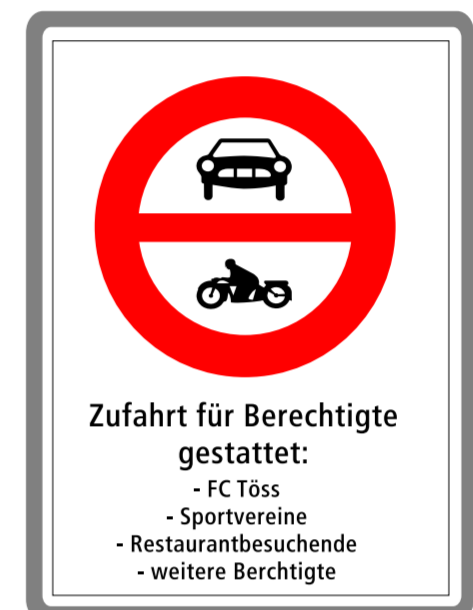 Zufahrt für Berechtigte
gestattet:
- FC Töss
- Sportvereine
- Restaurantbesuchende
- weitere Berchtigte